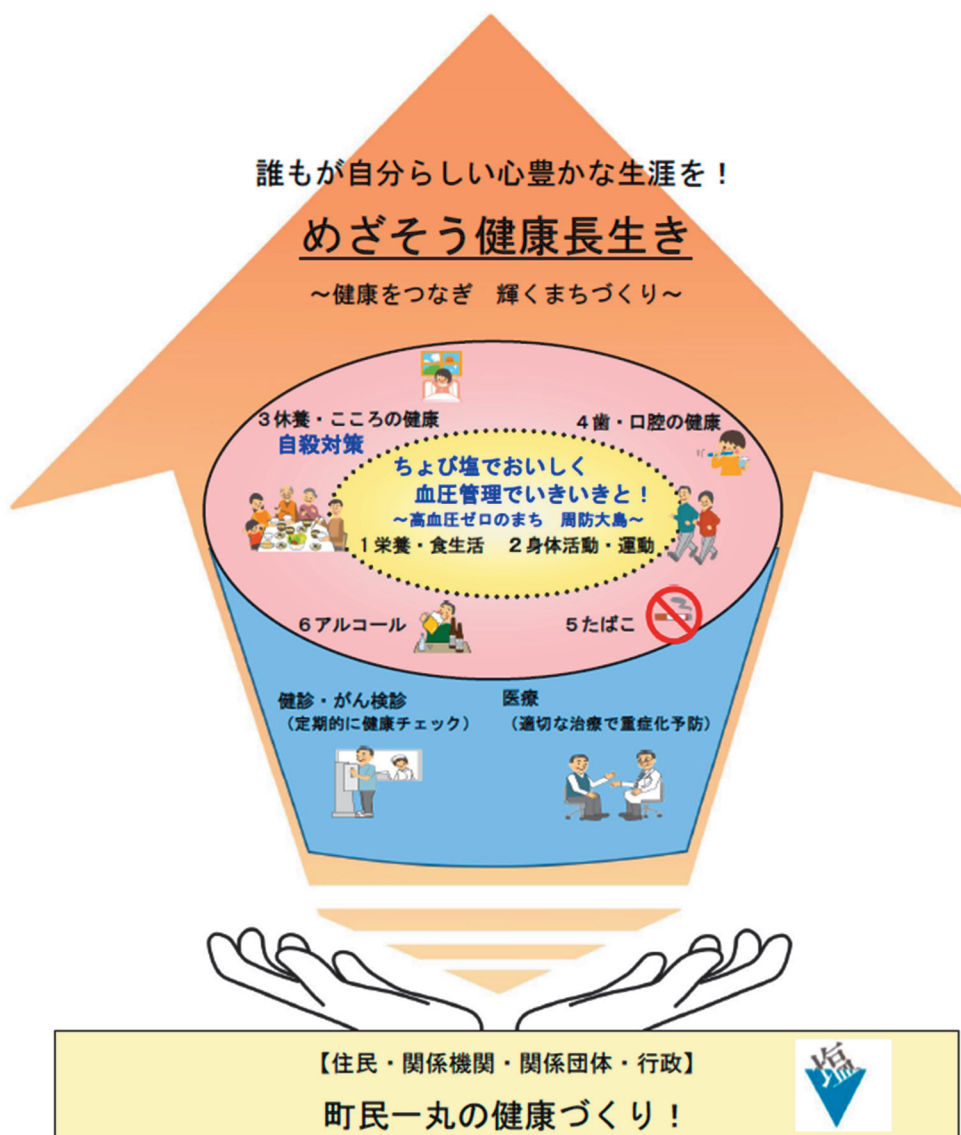 誰もが自分らしい心豊かな生涯を！
めざそう健康長生き
～健康をつなぎ　輝くまちづくり～
3休養・こころの健康
自殺対策
4歯・口腔の健康
ちょび塩でおいしく
血圧管理でいきいきと！
～高血圧ゼロのまち　周防大島～
1栄養・食生活　2身体活動・運動
6アルコール
5たばこ
健診・がん検診
（定期的に健康チェック）
医療
（適切な治療で重症化予防）
【住民・関係機関・関係団体・行政】
町民一丸の健康づくり！
塩